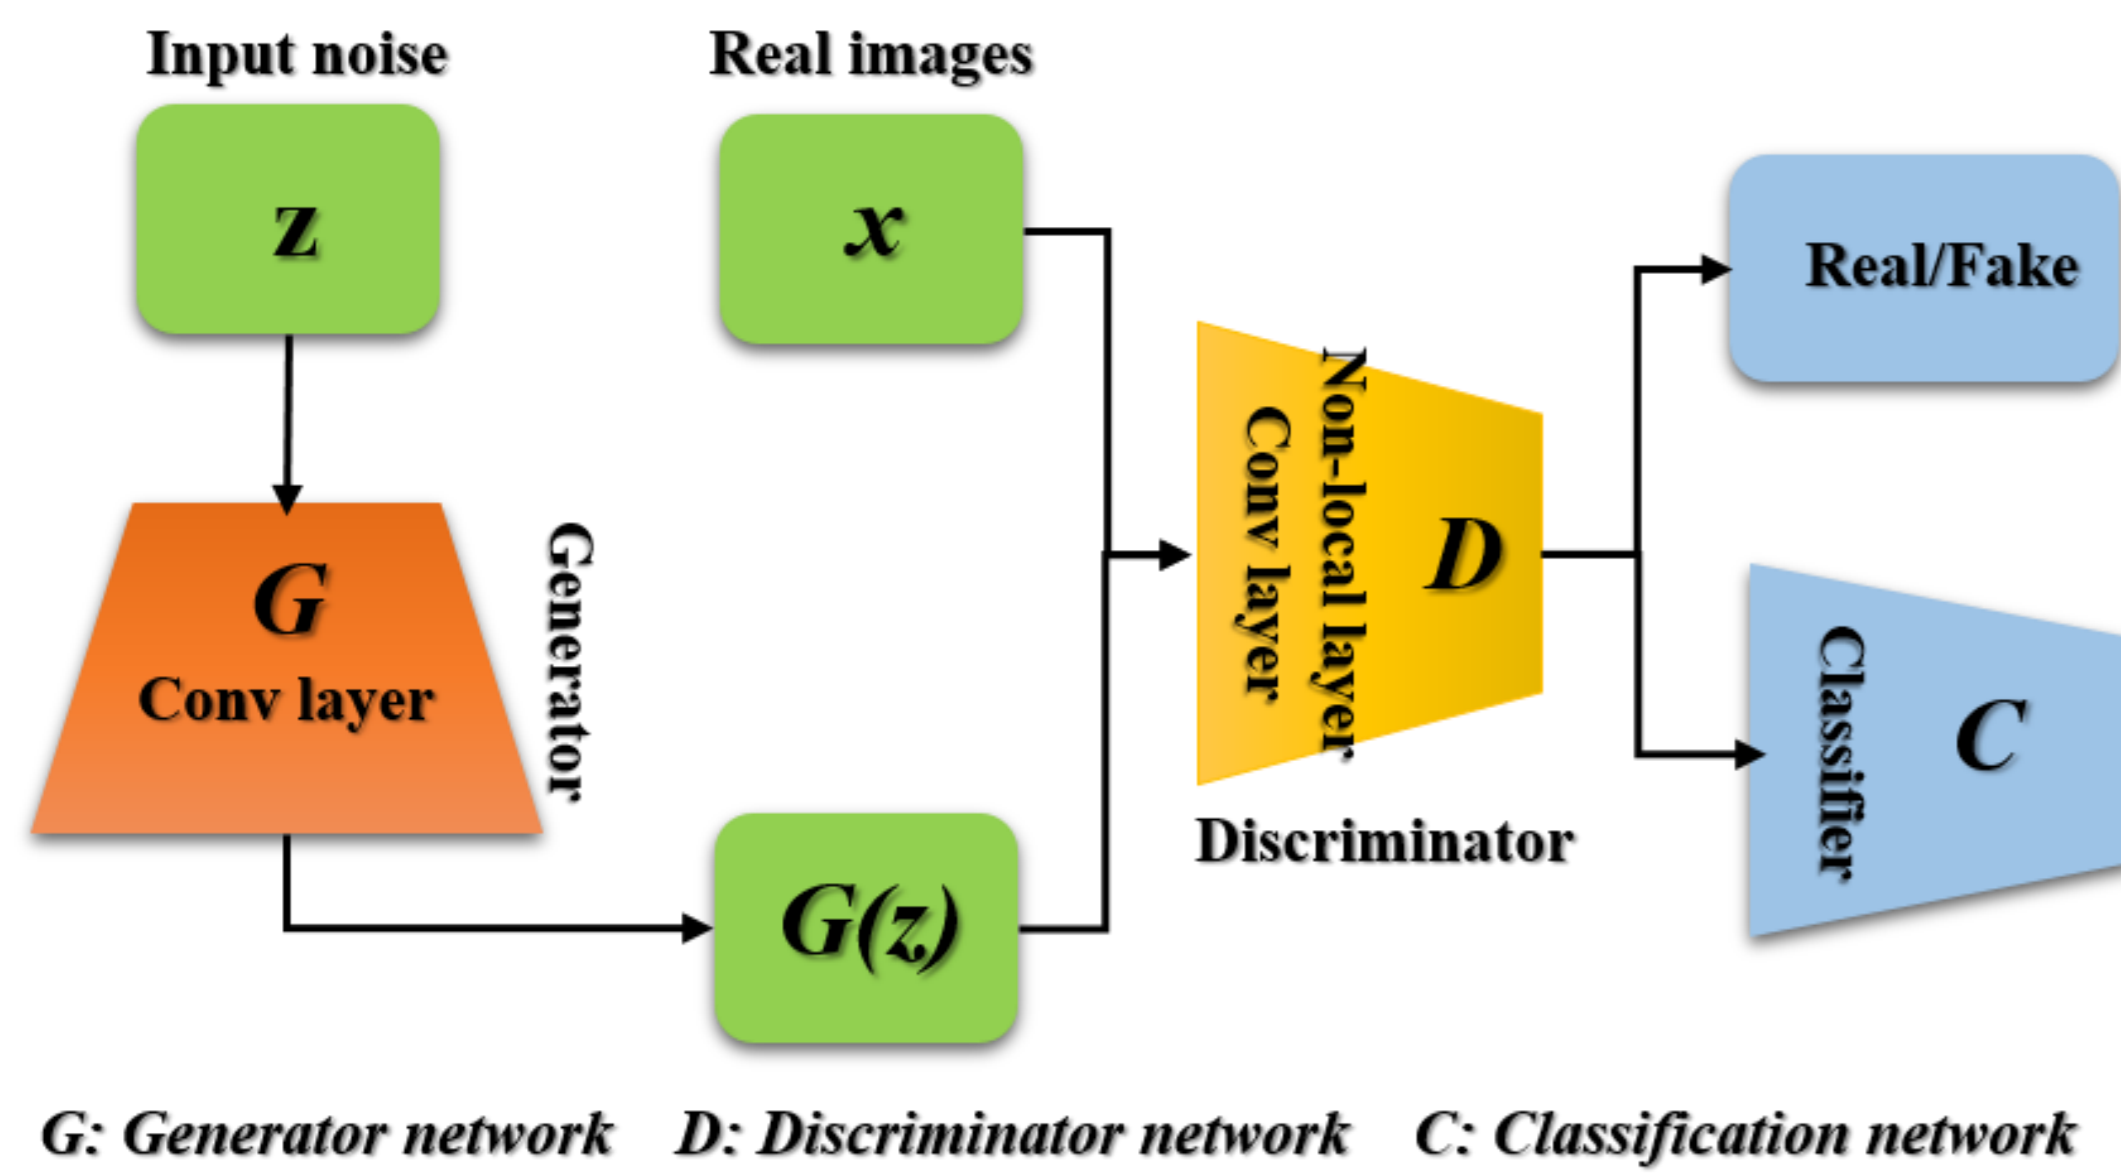 Input noise
Real images
z
x
Real/Fake
G
Conv layer
Generator
Non-local layer
Conv layer
D
Discriminator
Classifier
C
G(z)
G: Generator network
D: Discriminator network
C: Classification network